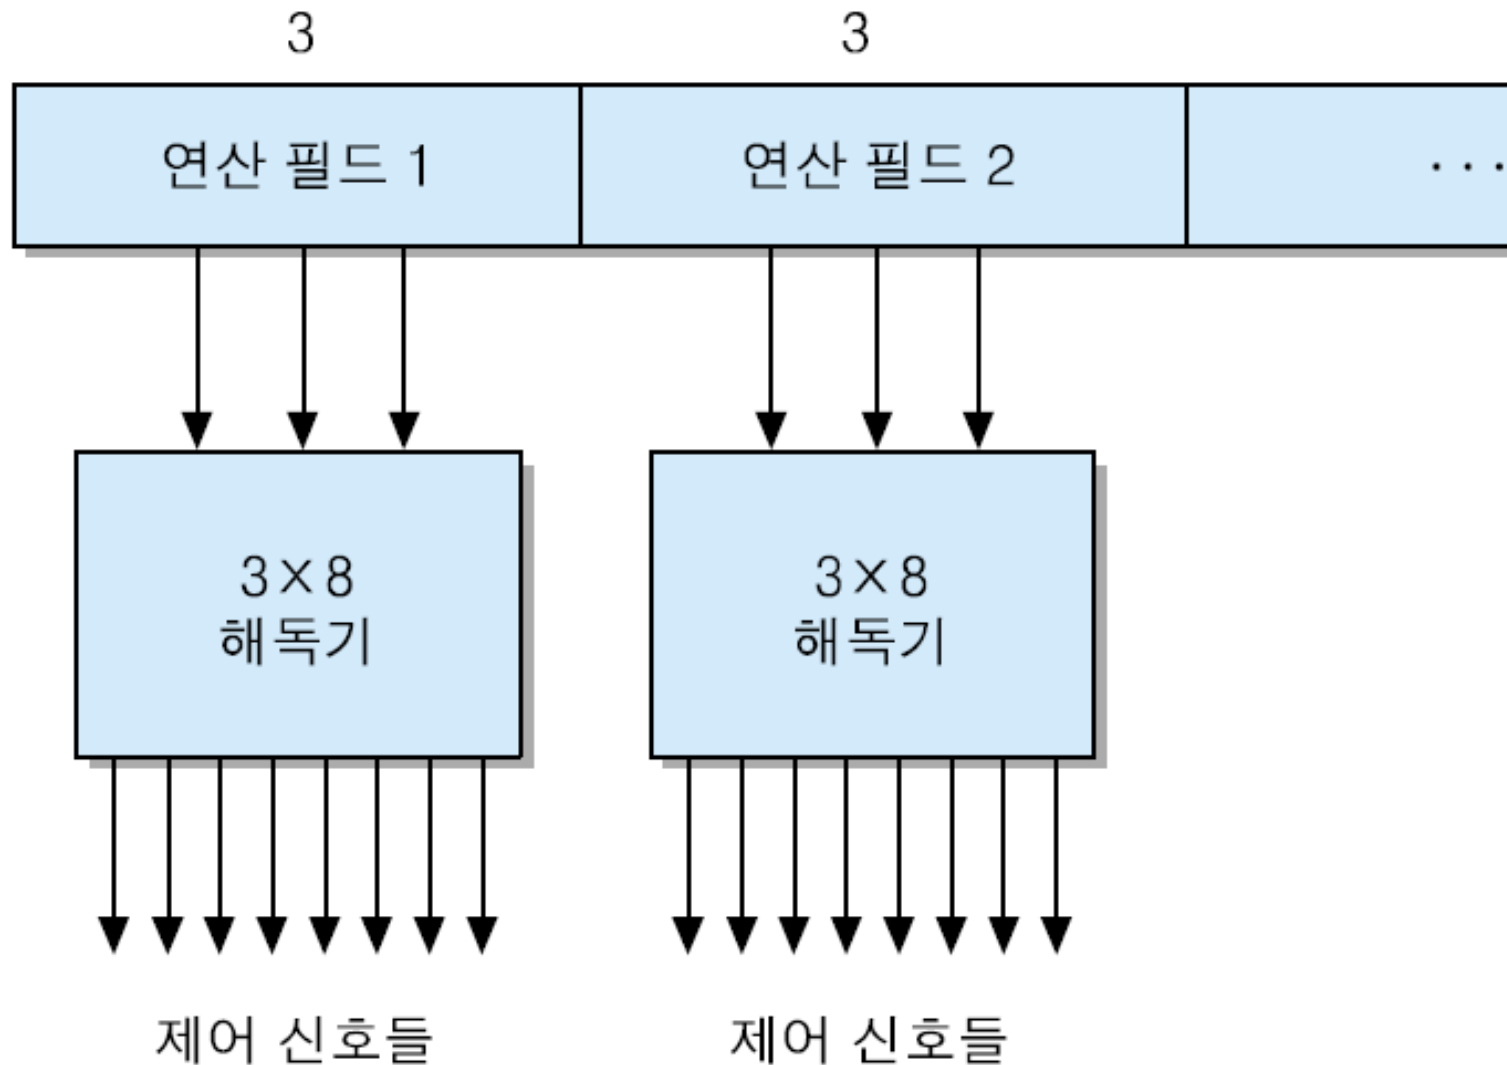 3 3
연산 필드 1 연산 필드 2 ···
3×8 3×8
해독기 해독기
제어 신호들 제어 신호들